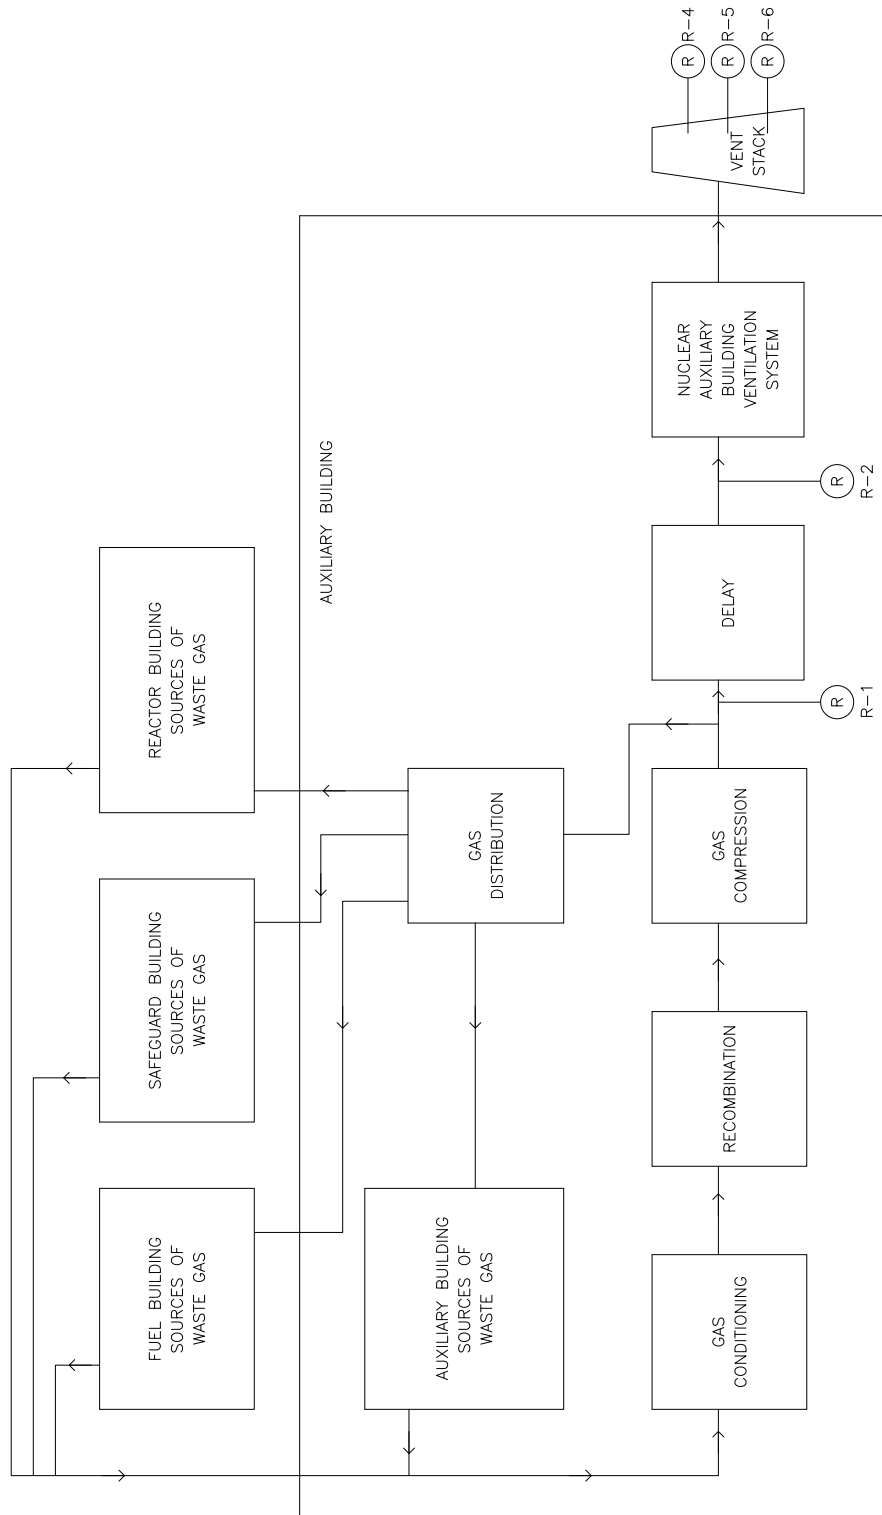 FUEL BUILDING
SOURCES OF
WASTE GAS
SAFEGUARD BUILDING
SOURCES OF
WASTE GAS
REACTOR BUILDING
SOURCES OF
WASTE GAS
AUXILIARY BUILDING
AUXILIARY BUILDING
SOURCES OF
WASTE GAS
GAS
DISTRIBUTION
GAS
CONDITIONING
RECOMBINATION
GAS
COMPRESSION
R
R-1
DELAY
R
R-2
NUCLEAR
AUXILIARY
BUILDING
VENTILATION
SYSTEM
VENT
STACK
R
R-4
R
R-5
R
R-6